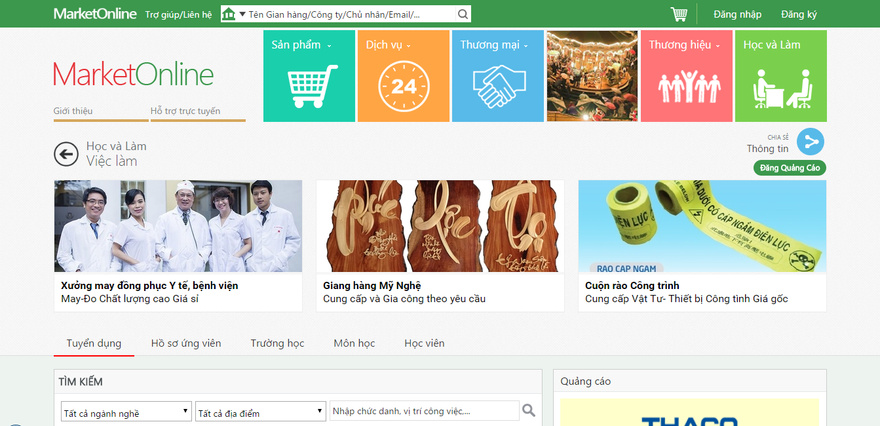 MarketOnline Trợ giúp/Liên hệ Tên Gian hàng/Công ty/Chủ nhân/Email/... Đăng nhập Đăng ký
Sản phẩm Dịch vụ Thương mại Thương hiệu Học và Làm
24
MarketOnline
Giới thiệu Hỗ trợ trực tuyến
Học và Làm
Việc làm
CHIA SẺ
Thông tin
Đăng Quảng Cáo
Phúc Lộc Thọ
ĐIỆN LỰC
A DƯỚI CÓ CÁP NGẦM ĐIỆN LỰC
RAO CAP NGAM
Xưởng may đồng phục Y tế, bệnh viện
May-Đo Chất lượng cao Giá sỉ
Giang hàng Mỹ Nghệ
Cung cấp và Gia công theo yêu cầu
Cuộn rào Công trình
Cung cấp Vật Tư- Thiết bị Công tình Giá gốc
Tuyển dụng Hồ sơ ứng viên Trường học Môn học Học viên
TÌM KIẾM
Tất cả ngành nghề Tất cả địa điểm Nhập chức danh, vị trí công việc,...
Quảng cáo
THACO